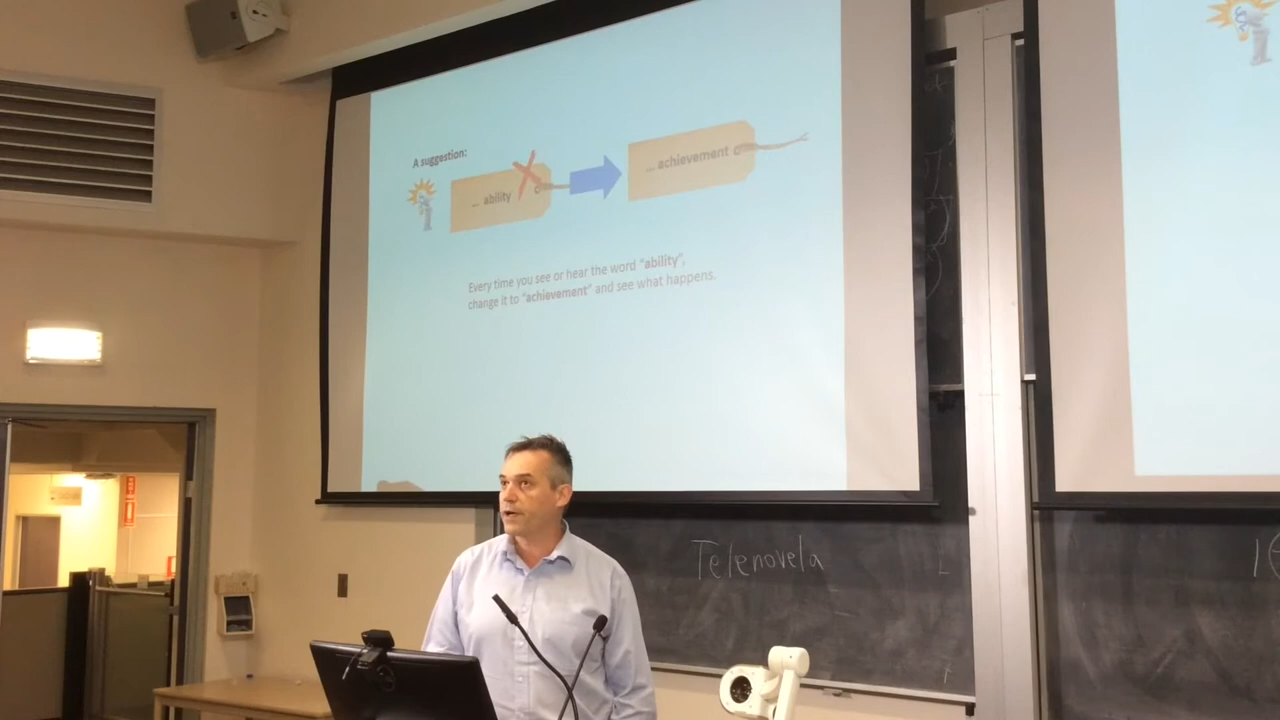 A suggestion:
... ability
... achievement
Every time you see or hear the word "ability",
change it to "achievement" and see what happens.
Telenovela